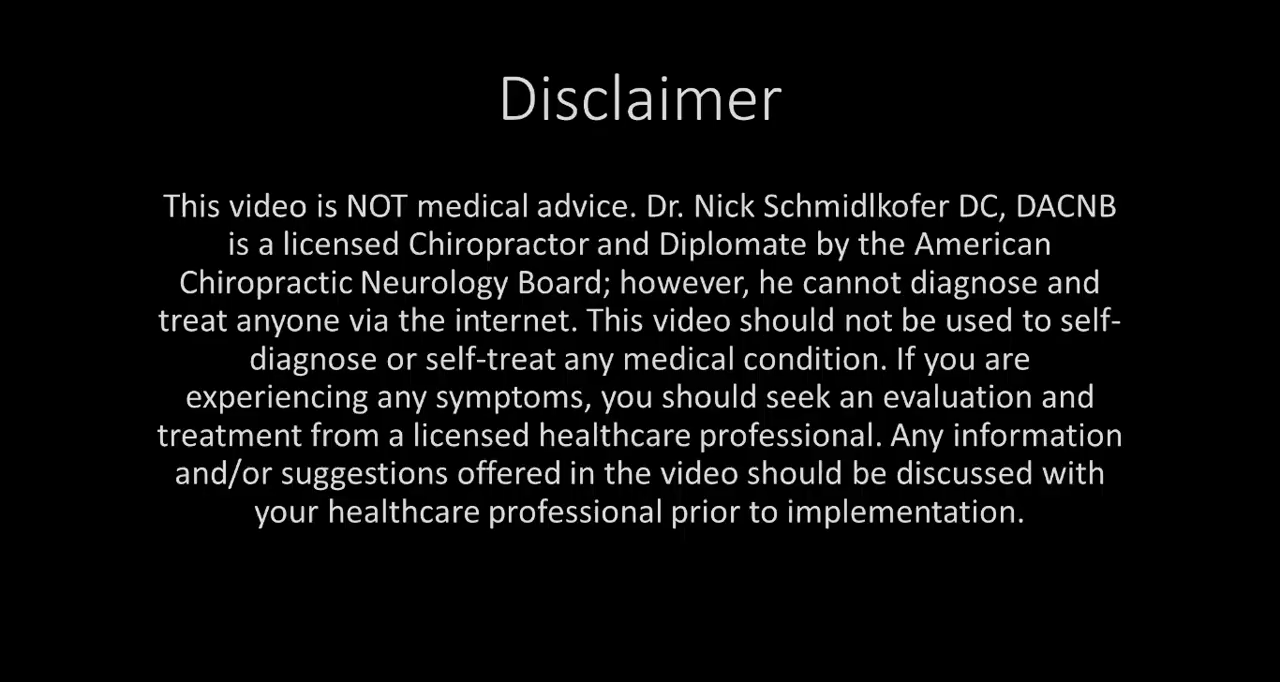 Disclaimer
This video is NOT medical advice. Dr. Nick Schmidlkofer DC, DACNB
is a licensed Chiropractor and Diplomate by the American
Chiropractic Neurology Board; however, he cannot diagnose and
treat anyone via the internet. This video should not be used to self-
diagnose or self-treat any medical condition. If you are
experiencing any symptoms, you should seek an evaluation and
treatment from a licensed healthcare professional. Any information
and/or suggestions offered in the video should be discussed with
your healthcare professional prior to implementation.